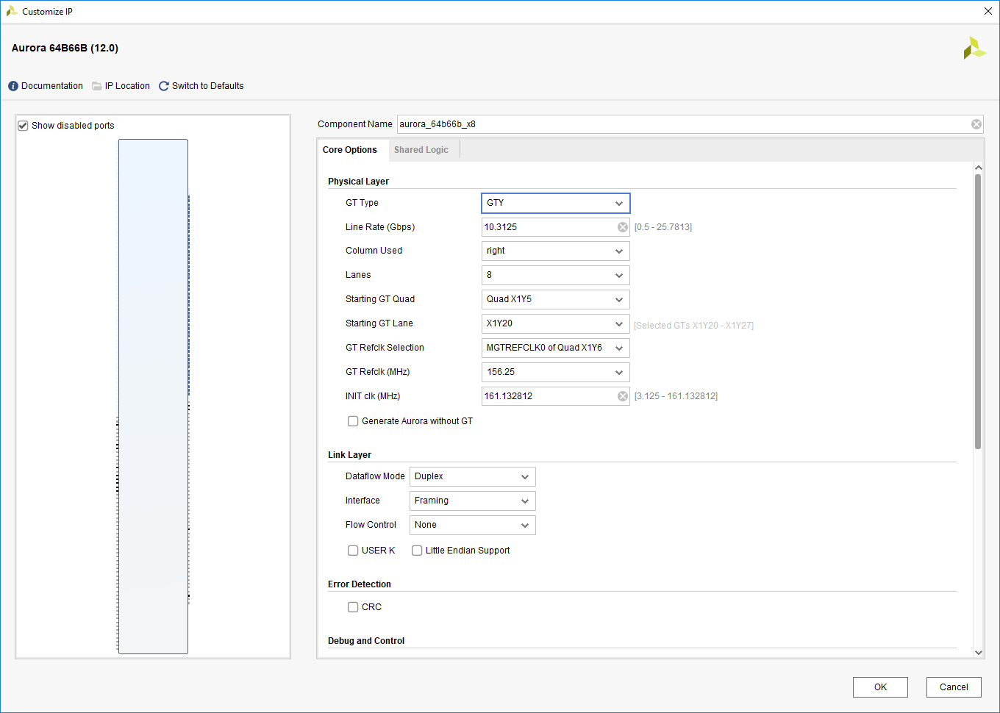 Customize IP
Aurora 64B66B (12.0)
Documentation IP Location Switch to Defaults
Show disabled ports
Component Name aurora_64b66b_x8
Core Options Shared Logic
Physical Layer
GT Type GTY
Line Rate (Gbps) 10.3125 [0.5 - 25.7813]
Column Used right
Lanes 8
Starting GT Quad Quad X1Y5
Starting GT Lane X1Y20 [Selected GTs X1Y20 - X1Y27]
GT Refclk Selection MGTREFCLK0 of Quad X1Y6
GT Refclk (MHz) 156.25
INIT clk (MHz) 161.132812 [3.125 - 161.132812]
Generate Aurora without GT
Link Layer
Dataflow Mode Duplex
Interface Framing
Flow Control None
USER K Little Endian Support
Error Detection
CRC
Debug and Control
OK Cancel